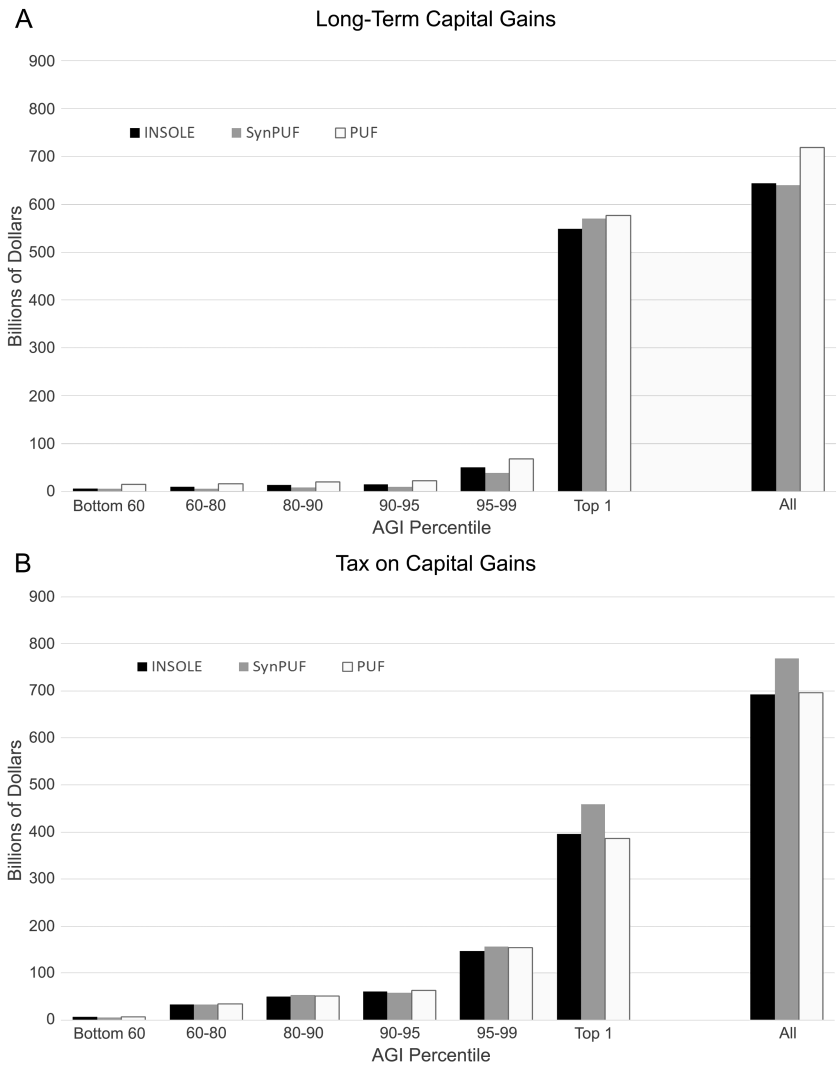 A
Long-Term Capital Gains
900
800
INSOLE SynPUF PUF
700
600
500
400
300
200
100
0
Billions of Dollars
Bottom 60 60-80 80-90 90-95 95-99 Top 1 All
AGI Percentile
B
Tax on Capital Gains
900
800
INSOLE SynPUF PUF
700
600
500
400
300
200
100
0
Billions of Dollars
Bottom 60 60-80 80-90 90-95 95-99 Top 1 All
AGI Percentile